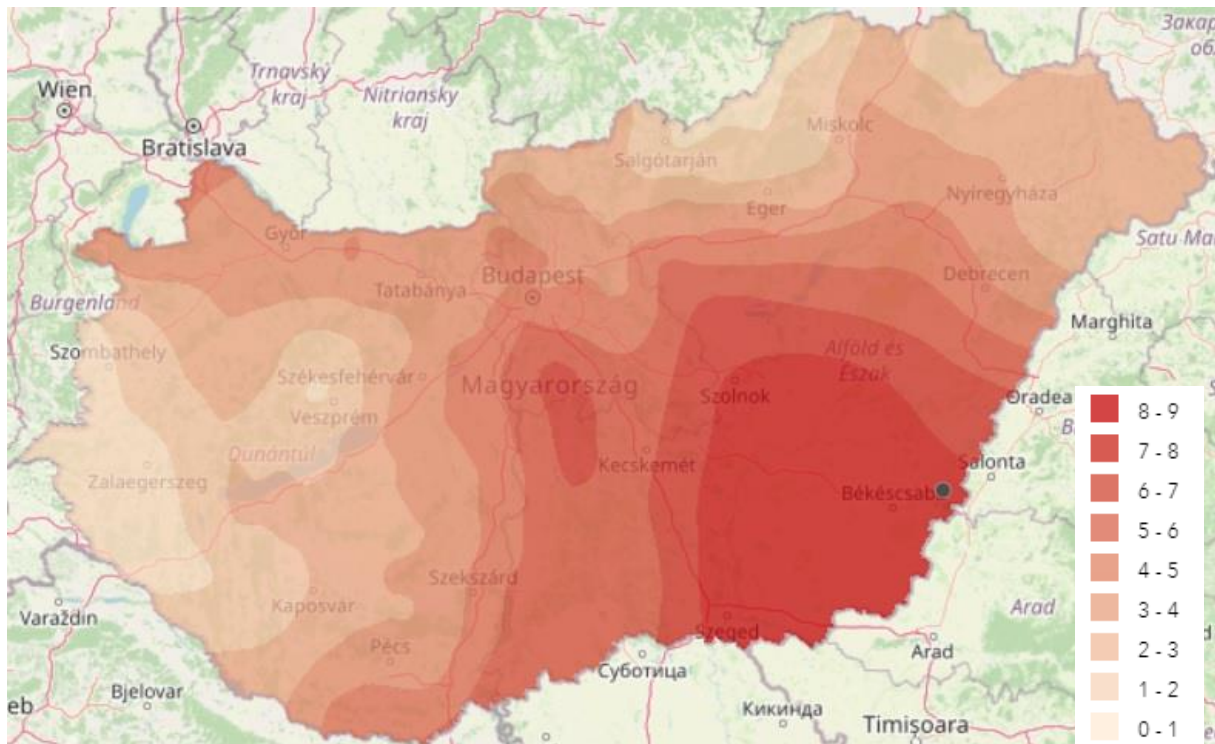 Закар
об.
Trnavský
kraj
Nitriansky
kraj
Wien
Bratislava
Miskolc
Salgótarján
Nyíregyháza
Eger
Győr
Satu Ma
Debrecen
Budapest
Tatabánya
Burgenland
Marghita
Szombathely
Alföld és
Észak
Székesfehérvár
Magyarország
Szolnok
Oradea
Veszprém
Dunántúl
Kecskemét
Salonta
Zalaegerszeg
Békéscsab
Szekszárd
Kaposvár
Varaždin
Arad
Szeged
Pécs
Arad
Суботица
Bjelovar
eb
Кикинда
Timișoara
8 - 9
7 - 8
6 - 7
5 - 6
4 - 5
3 - 4
2 - 3
1 - 2
0 - 1